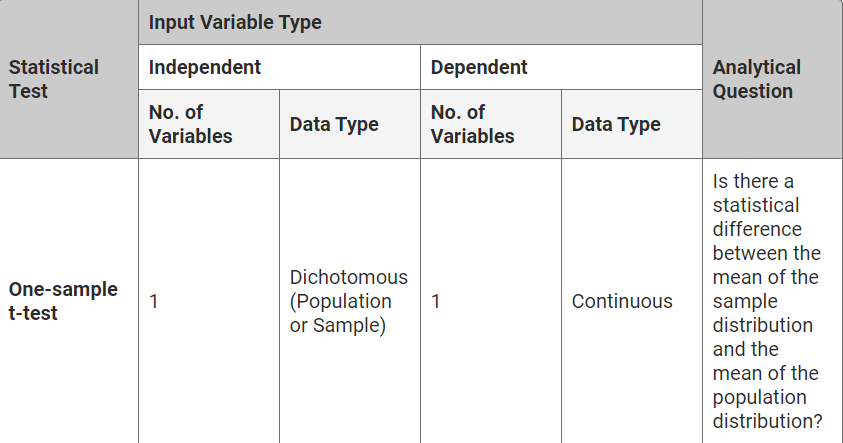 Input Variable Type
Statistical
Test
Independent
Dependent
Analytical
Question
No. of
Variables
Data Type
No. of
Variables
Data Type
One-sample
t-test
1
Dichotomous
(Population
or Sample)
1
Continuous
Is there a
statistical
difference
between the
mean of the
sample
distribution
and the
mean of the
population
distribution?